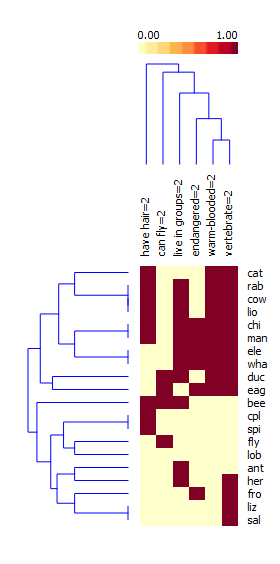 0.00 1.00
have hair=2
can fly=2
live in groups=2
endangered=2
warm-blooded=2
vertebrate=2
cat
rab
cow
lio
chi
man
ele
wha
duc
eag
bee
cpl
spi
fly
lob
ant
her
fro
liz
sal